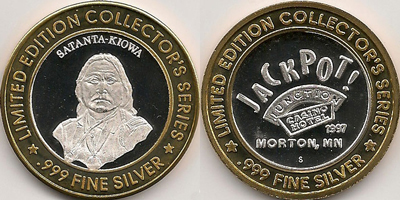 LIMITED EDITION COLLECTOR'S SERIES
SATANTA-KIOWA
.999 FINE SILVER
LIMITED EDITION COLLECTOR'S SERIES
JACKPOT!
JUNCTION
CASINO
HOTEL
1997
MORTON, MN
S
.999 FINE SILVER